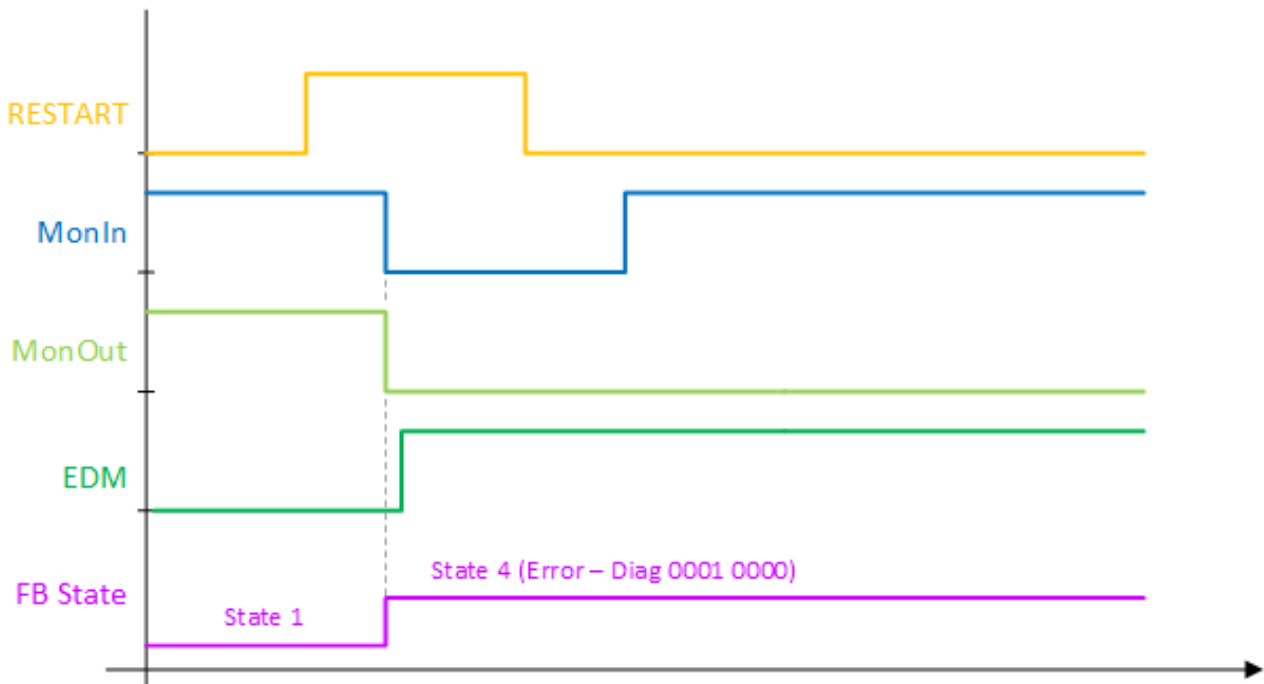 RESTART
MonIn
MonOut
EDM
State 4 (Error – Diag 0001 0000)
FB State
State 1